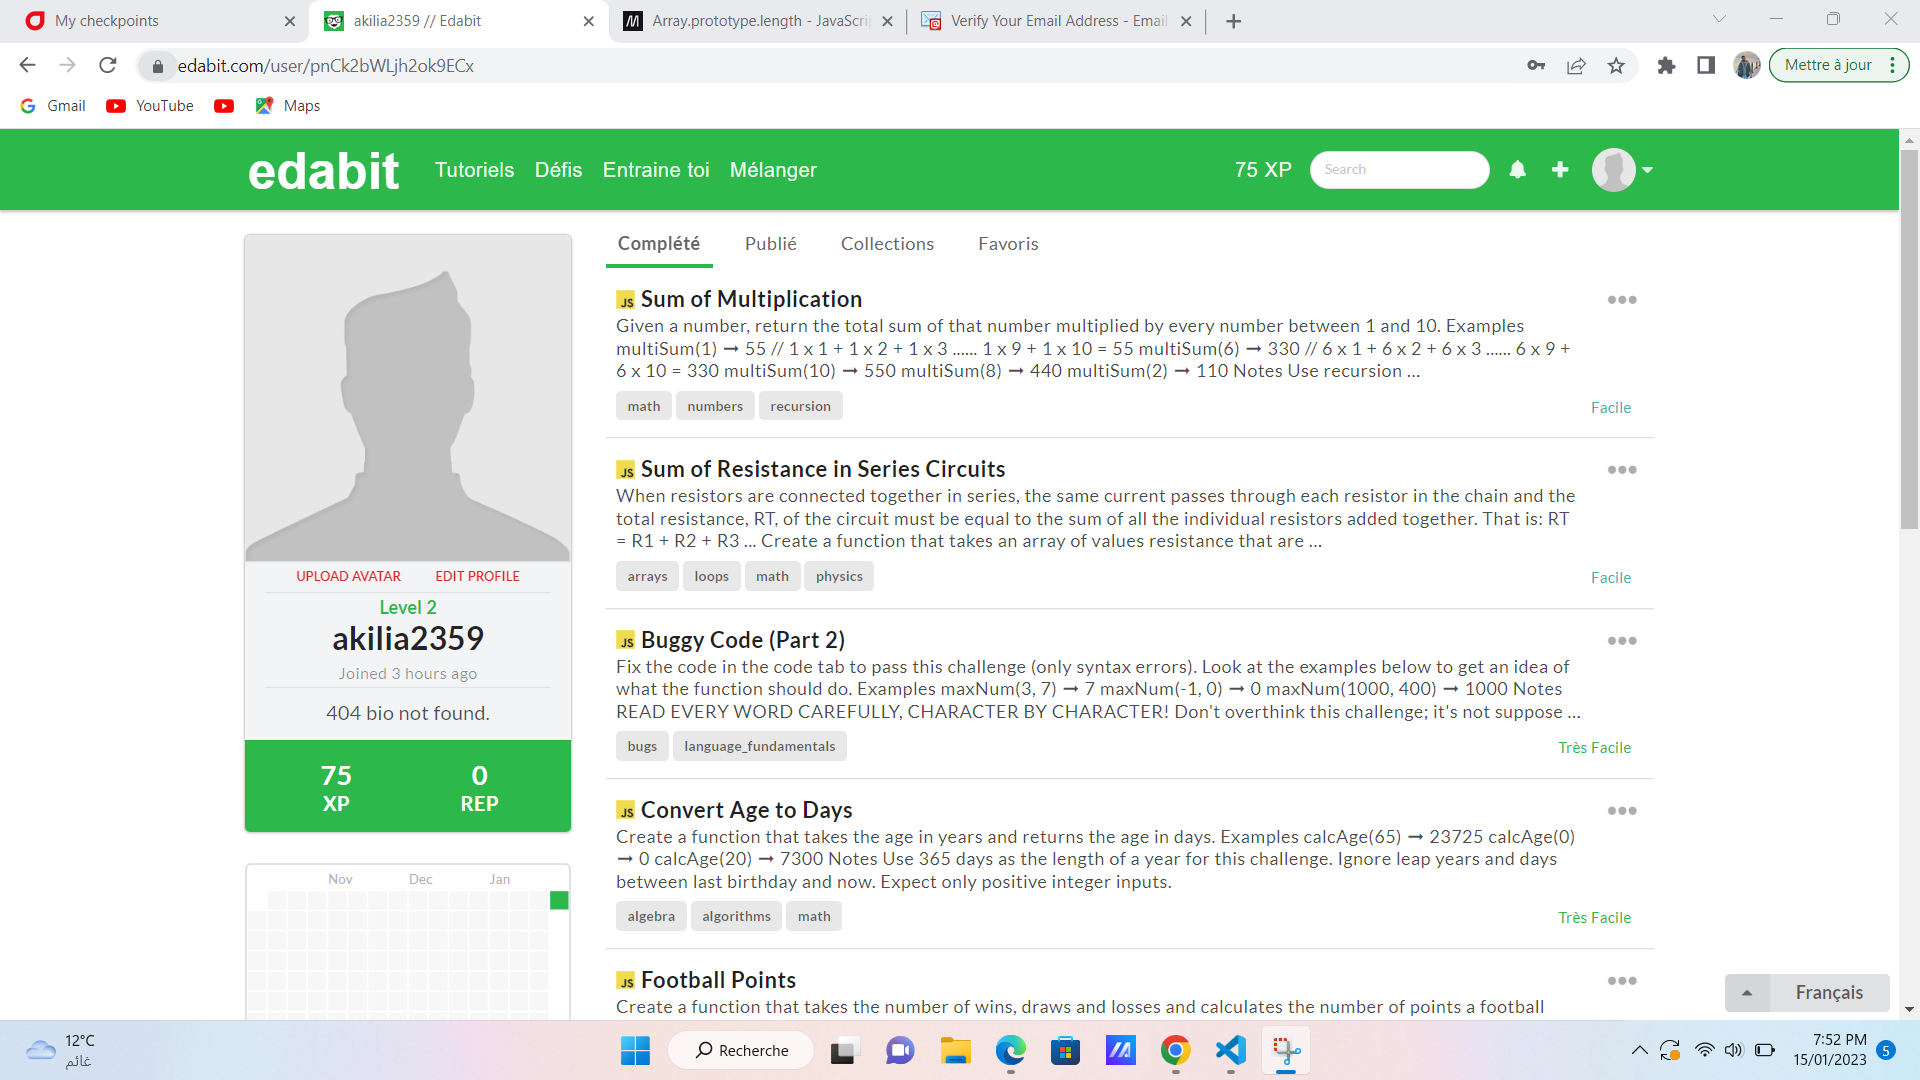 My checkpoints
akilia2359 // Edabit
Array.prototype.length - JavaScri
Verify Your Email Address - Email
edabit.com/user/pnCk2bWLjh2ok9ECx
Mettre à jour
Gmail
YouTube
Maps
edabit
Tutoriels
Défis
Entraine toi
Mélanger
75 XP
Search
UPLOAD AVATAR
EDIT PROFILE
Level 2
akilia2359
Joined 3 hours ago
404 bio not found.
75
XP
0
REP
Nov
Dec
Jan
Complété
Publié
Collections
Favoris
JS Sum of Multiplication
Given a number, return the total sum of that number multiplied by every number between 1 and 10. Examples
multiSum(1) ➞ 55 // 1 x 1 + 1 x 2 + 1 x 3 ...... 1 x 9 + 1 x 10 = 55 multiSum(6) ➞ 330 // 6 x 1 + 6 x 2 + 6 x 3 ...... 6 x 9 +
6 x 10 = 330 multiSum(10) ➞ 550 multiSum(8) ➞ 440 multiSum(2) ➞ 110 Notes Use recursion ...
math
numbers
recursion
Facile
JS Sum of Resistance in Series Circuits
When resistors are connected together in series, the same current passes through each resistor in the chain and the
total resistance, RT, of the circuit must be equal to the sum of all the individual resistors added together. That is: RT
= R1 + R2 + R3 ... Create a function that takes an array of values resistance that are ...
arrays
loops
math
physics
Facile
JS Buggy Code (Part 2)
Fix the code in the code tab to pass this challenge (only syntax errors). Look at the examples below to get an idea of
what the function should do. Examples maxNum(3, 7) ➞ 7 maxNum(-1, 0) ➞ 0 maxNum(1000, 400) ➞ 1000 Notes
READ EVERY WORD CAREFULLY, CHARACTER BY CHARACTER! Don't overthink this challenge; it's not suppose ...
bugs
language_fundamentals
Très Facile
JS Convert Age to Days
Create a function that takes the age in years and returns the age in days. Examples calcAge(65) ➞ 23725 calcAge(0)
➞ 0 calcAge(20) ➞ 7300 Notes Use 365 days as the length of a year for this challenge. Ignore leap years and days
between last birthday and now. Expect only positive integer inputs.
algebra
algorithms
math
Très Facile
JS Football Points
Create a function that takes the number of wins, draws and losses and calculates the number of points a football
Français
12°C
غائم
Recherche
7:52 PM
15/01/2023
5